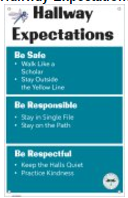 Hallway
Expectations
Be Safe
• Walk Like a
Scholar
• Stay Outside
the Yellow Line
Be Responsible
• Stay in Single File
• Stay on the Path
Be Respectful
• Keep the Halls Quiet
• Practice Kindness